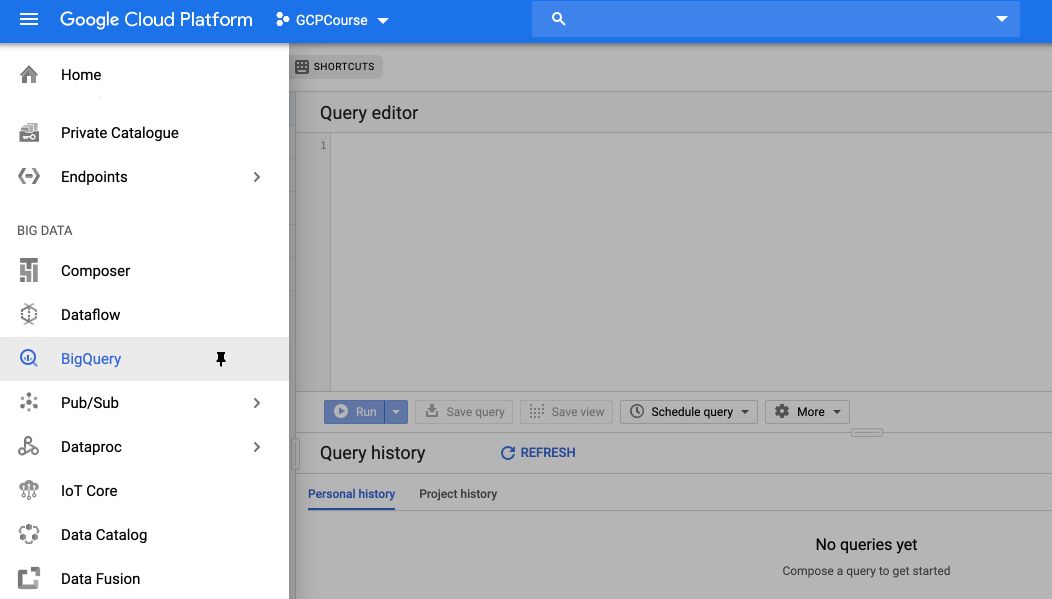 Google Cloud Platform
GCPCourse
SHORTCUTS
Home
Private Catalogue
Endpoints
BIG DATA
Composer
Dataflow
BigQuery
Pub/Sub
Dataproc
IoT Core
Data Catalog
Data Fusion
Query editor
1
Run
Save query
Save view
Schedule query
More
Query history
REFRESH
Personal history
Project history
No queries yet
Compose a query to get started